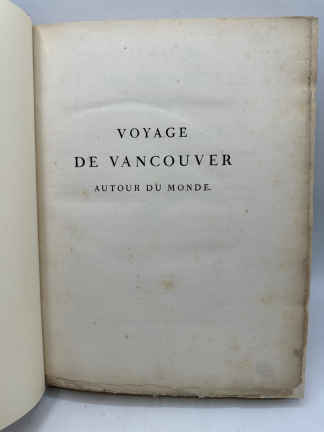 VOYAGE
DE VANCOUVER
AUTOUR DU MONDE.